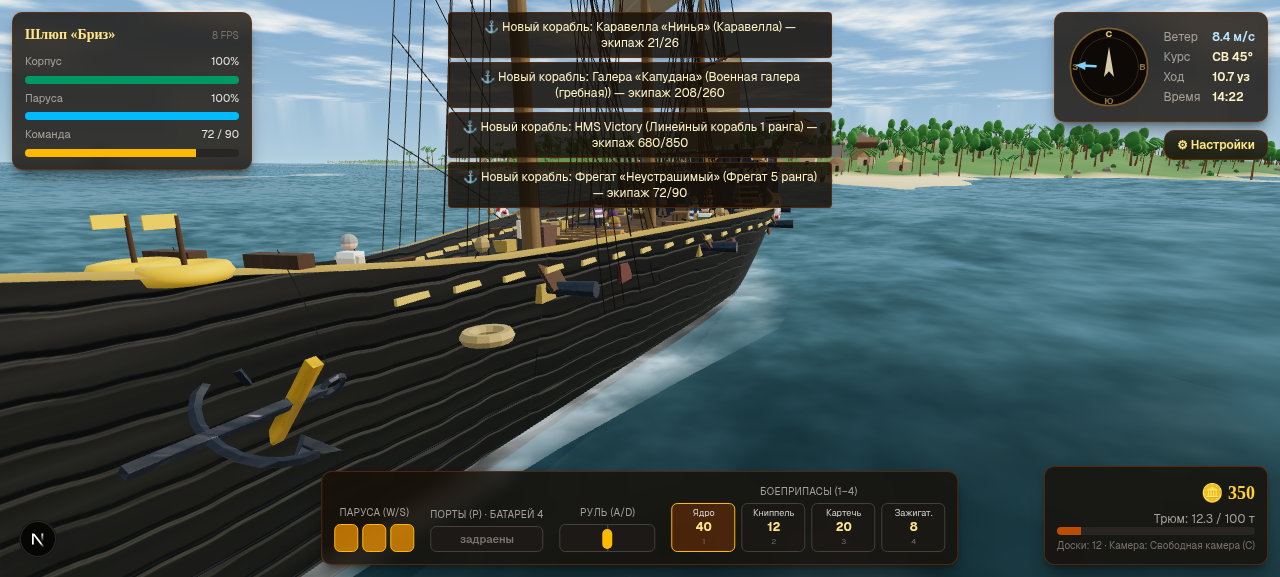 Шлюп «Бриз»
8 FPS
Корпус 100%
Паруса 100%
Команда 72 / 90
⚓ Новый корабль: Каравелла «Нинья» (Каравелла) —
экипаж 21/26
⚓ Новый корабль: Галера «Капудана» (Военная галера
(гребная)) — экипаж 208/260
⚓ Новый корабль: HMS Victory (Линейный корабль 1 ранга) —
экипаж 680/850
⚓ Новый корабль: Фрегат «Неустрашимый» (Фрегат 5 ранга)
— экипаж 72/90
С
З В
Ю
Ветер 8.4 м/с
Курс СВ 45°
Ход 10.7 уз
Время 14:22
⚙ Настройки
ПАРУСА (W/S)
ПОРТЫ (P) · БАТАРЕЙ 4
задраены
РУЛЬ (A/D)
БОЕПРИПАСЫ (1–4)
Ядро
40
1
Книппель
12
2
Картечь
20
3
Зажигат.
8
4
350
Трюм: 12.3 / 100 т
Доски: 12 · Камера: Свободная камера (C)
N